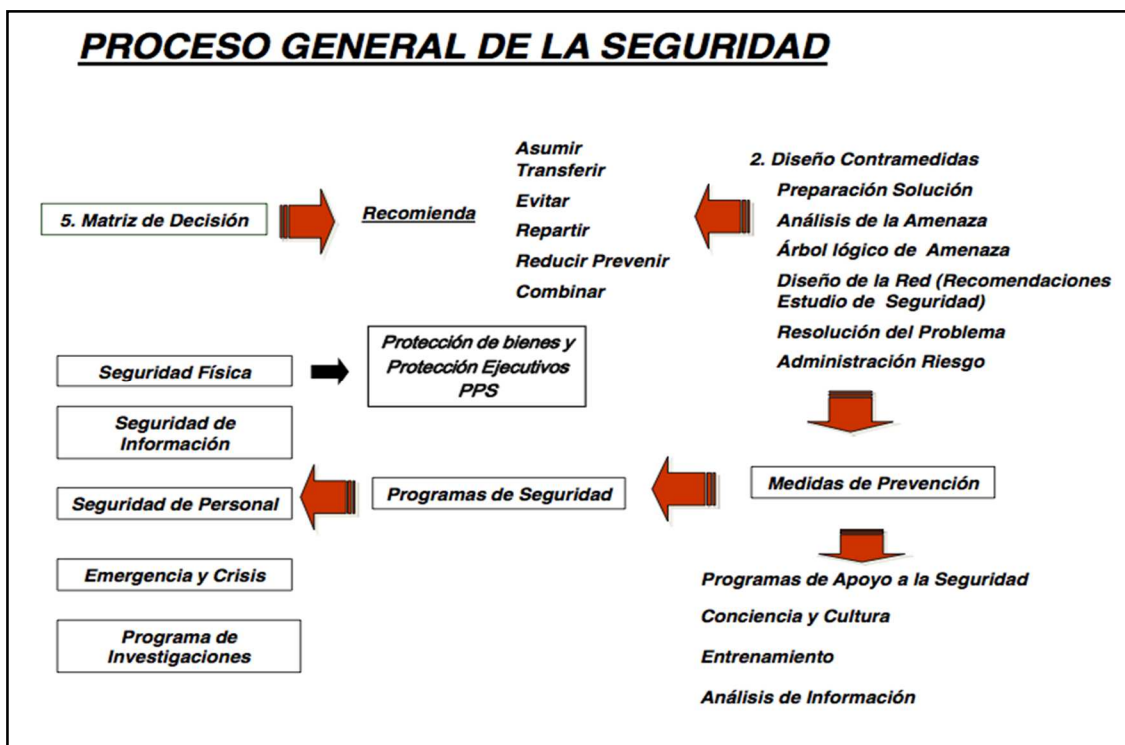 PROCESO GENERAL DE LA SEGURIDAD
5. Matriz de Decisión
Recomienda
Asumir
Transferir
Evitar
Repartir
Reducir Prevenir
Combinar
2. Diseño Contramedidas
Preparación Solución
Análisis de la Amenaza
Árbol lógico de Amenaza
Diseño de la Red (Recomendaciones
Estudio de Seguridad)
Resolución del Problema
Administración Riesgo
Seguridad Física
Protección de bienes y
Protección Ejecutivos
PPS
Seguridad de
Información
Seguridad de Personal
Programas de Seguridad
Medidas de Prevención
Emergencia y Crisis
Programa de
Investigaciones
Programas de Apoyo a la Seguridad
Conciencia y Cultura
Entrenamiento
Análisis de Información